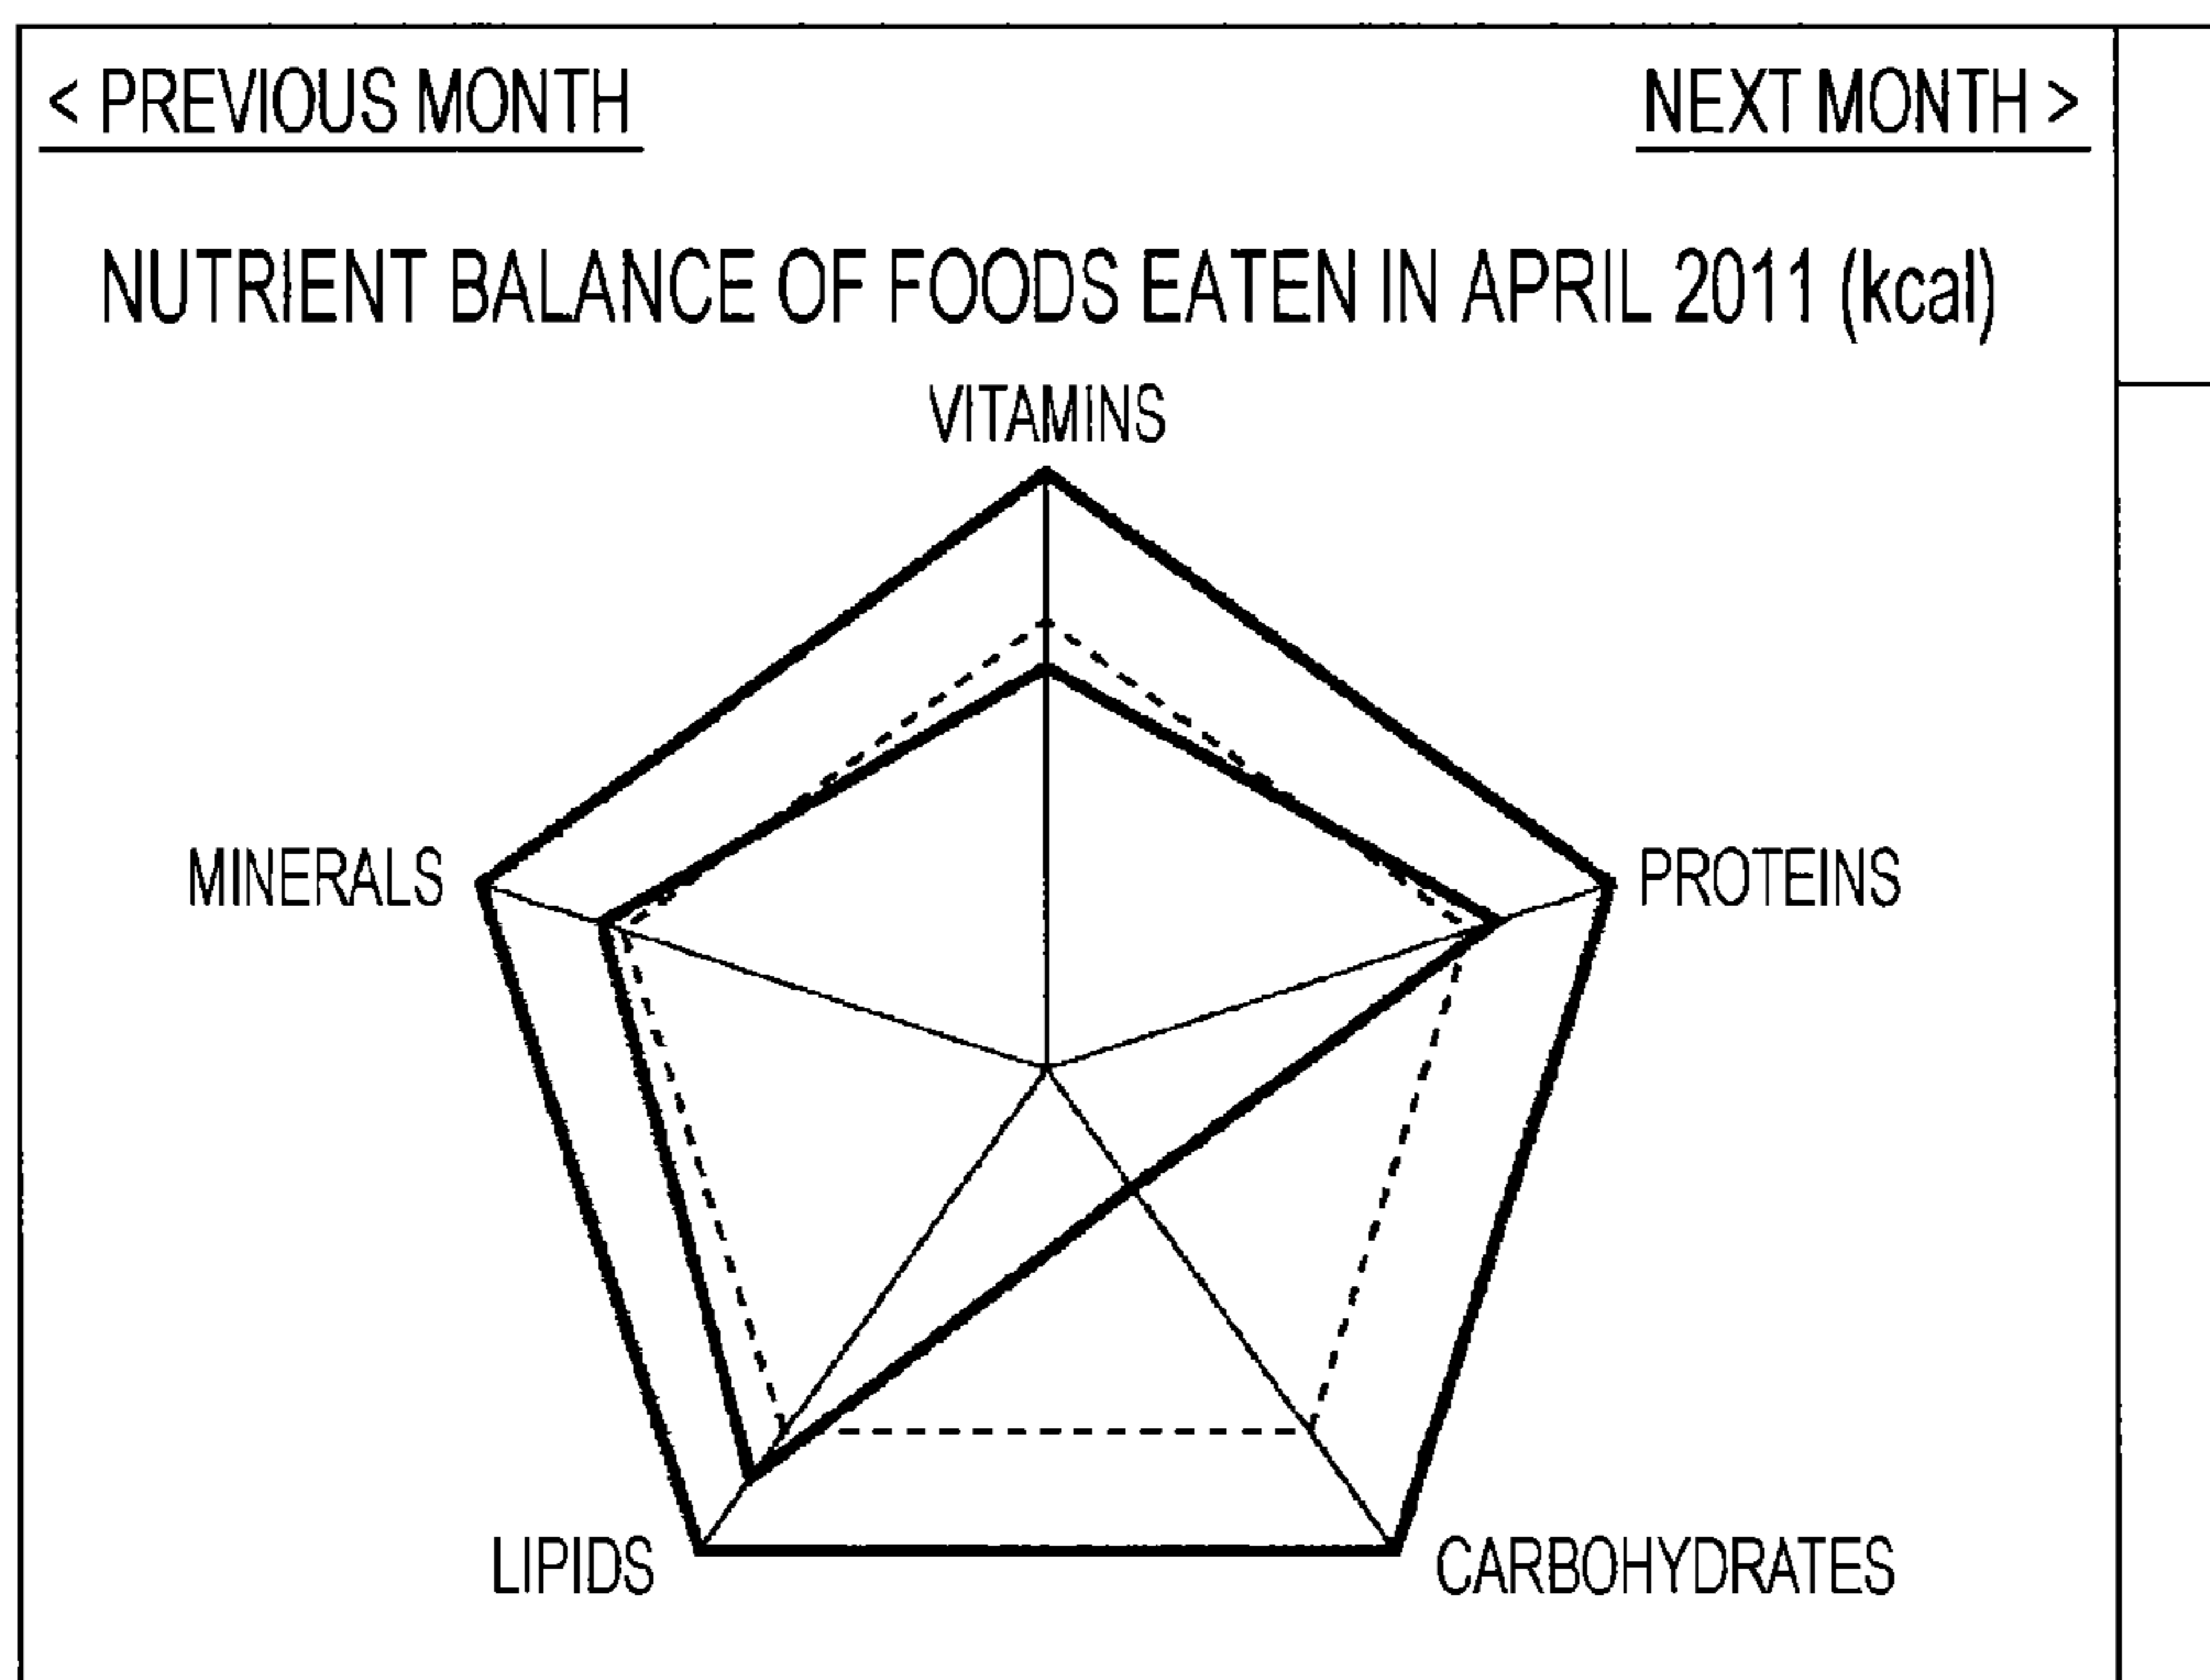 < PREVIOUS MONTH NEXT MONTH >
NUTRIENT BALANCE OF FOODS EATEN IN APRIL 2011 (kcal)
VITAMINS
MINERALS PROTEINS
LIPIDS CARBOHYDRATES